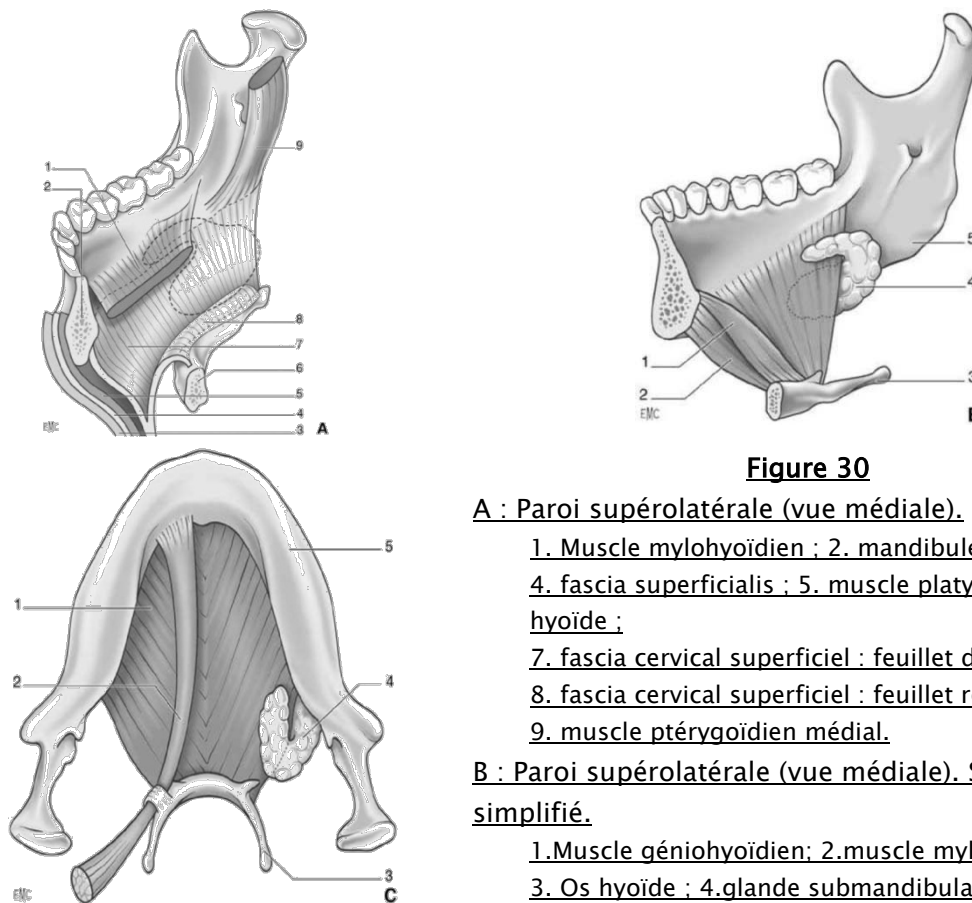 1
2
9
8
7
6
5
4
3
EMC
A
5
4
1
2
3
EMC
Figure 30
A : Paroi supérolatérale (vue médiale).
1. Muscle mylohyoïdien ; 2. mandibule
4. fascia superficialis ; 5. muscle platy
hyoïde ;
7. fascia cervical superficiel : feuillet d
8. fascia cervical superficiel : feuillet r
9. muscle ptérygoïdien médial.
B : Paroi supérolatérale (vue médiale). S
simplifié.
1.Muscle géniohyoïdien; 2.muscle myl
3. Os hyoïde ; 4.glande submandibula
5
1
2
4
3
EMC
C